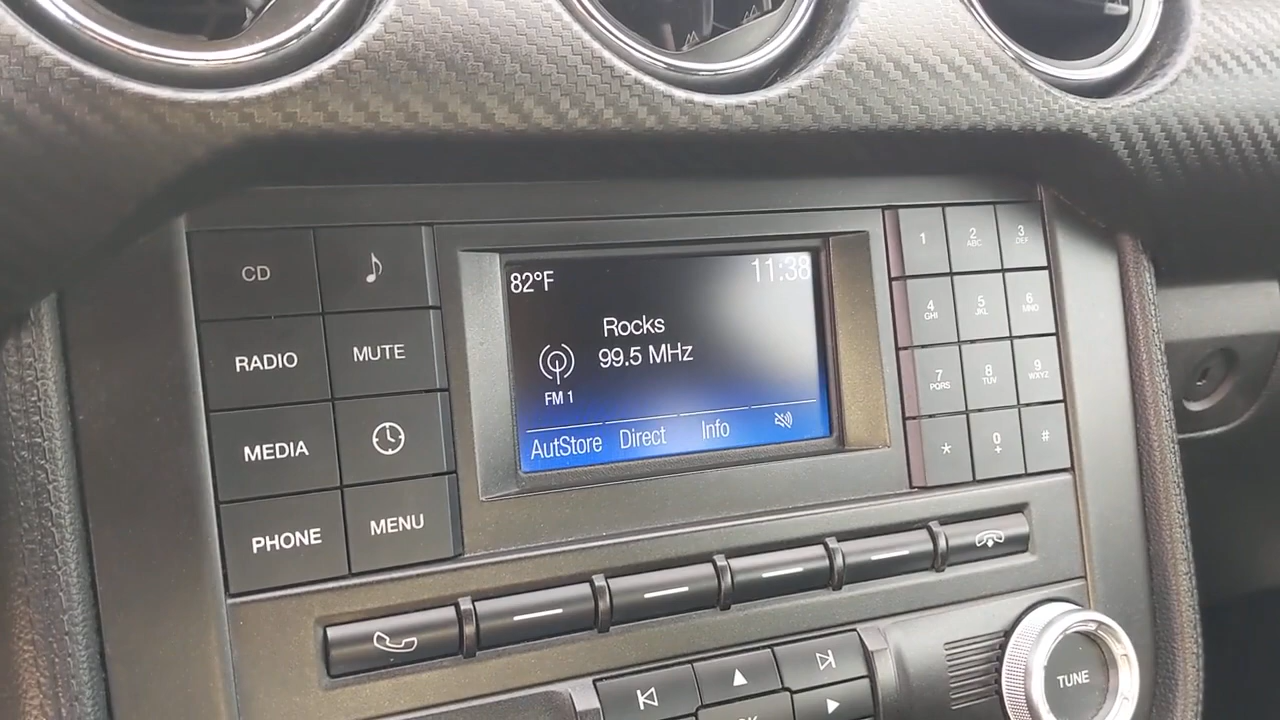 82°F
11:38
Rocks
99.5 MHz
FM 1
AutStore Direct Info
CD
RADIO
MUTE
MEDIA
PHONE
MENU
1
2 ABC
3 DEF
4 GHI
5 JKL
6 MNO
7 PQRS
8 TUV
9 WXYZ
*
0 +
#
TUNE